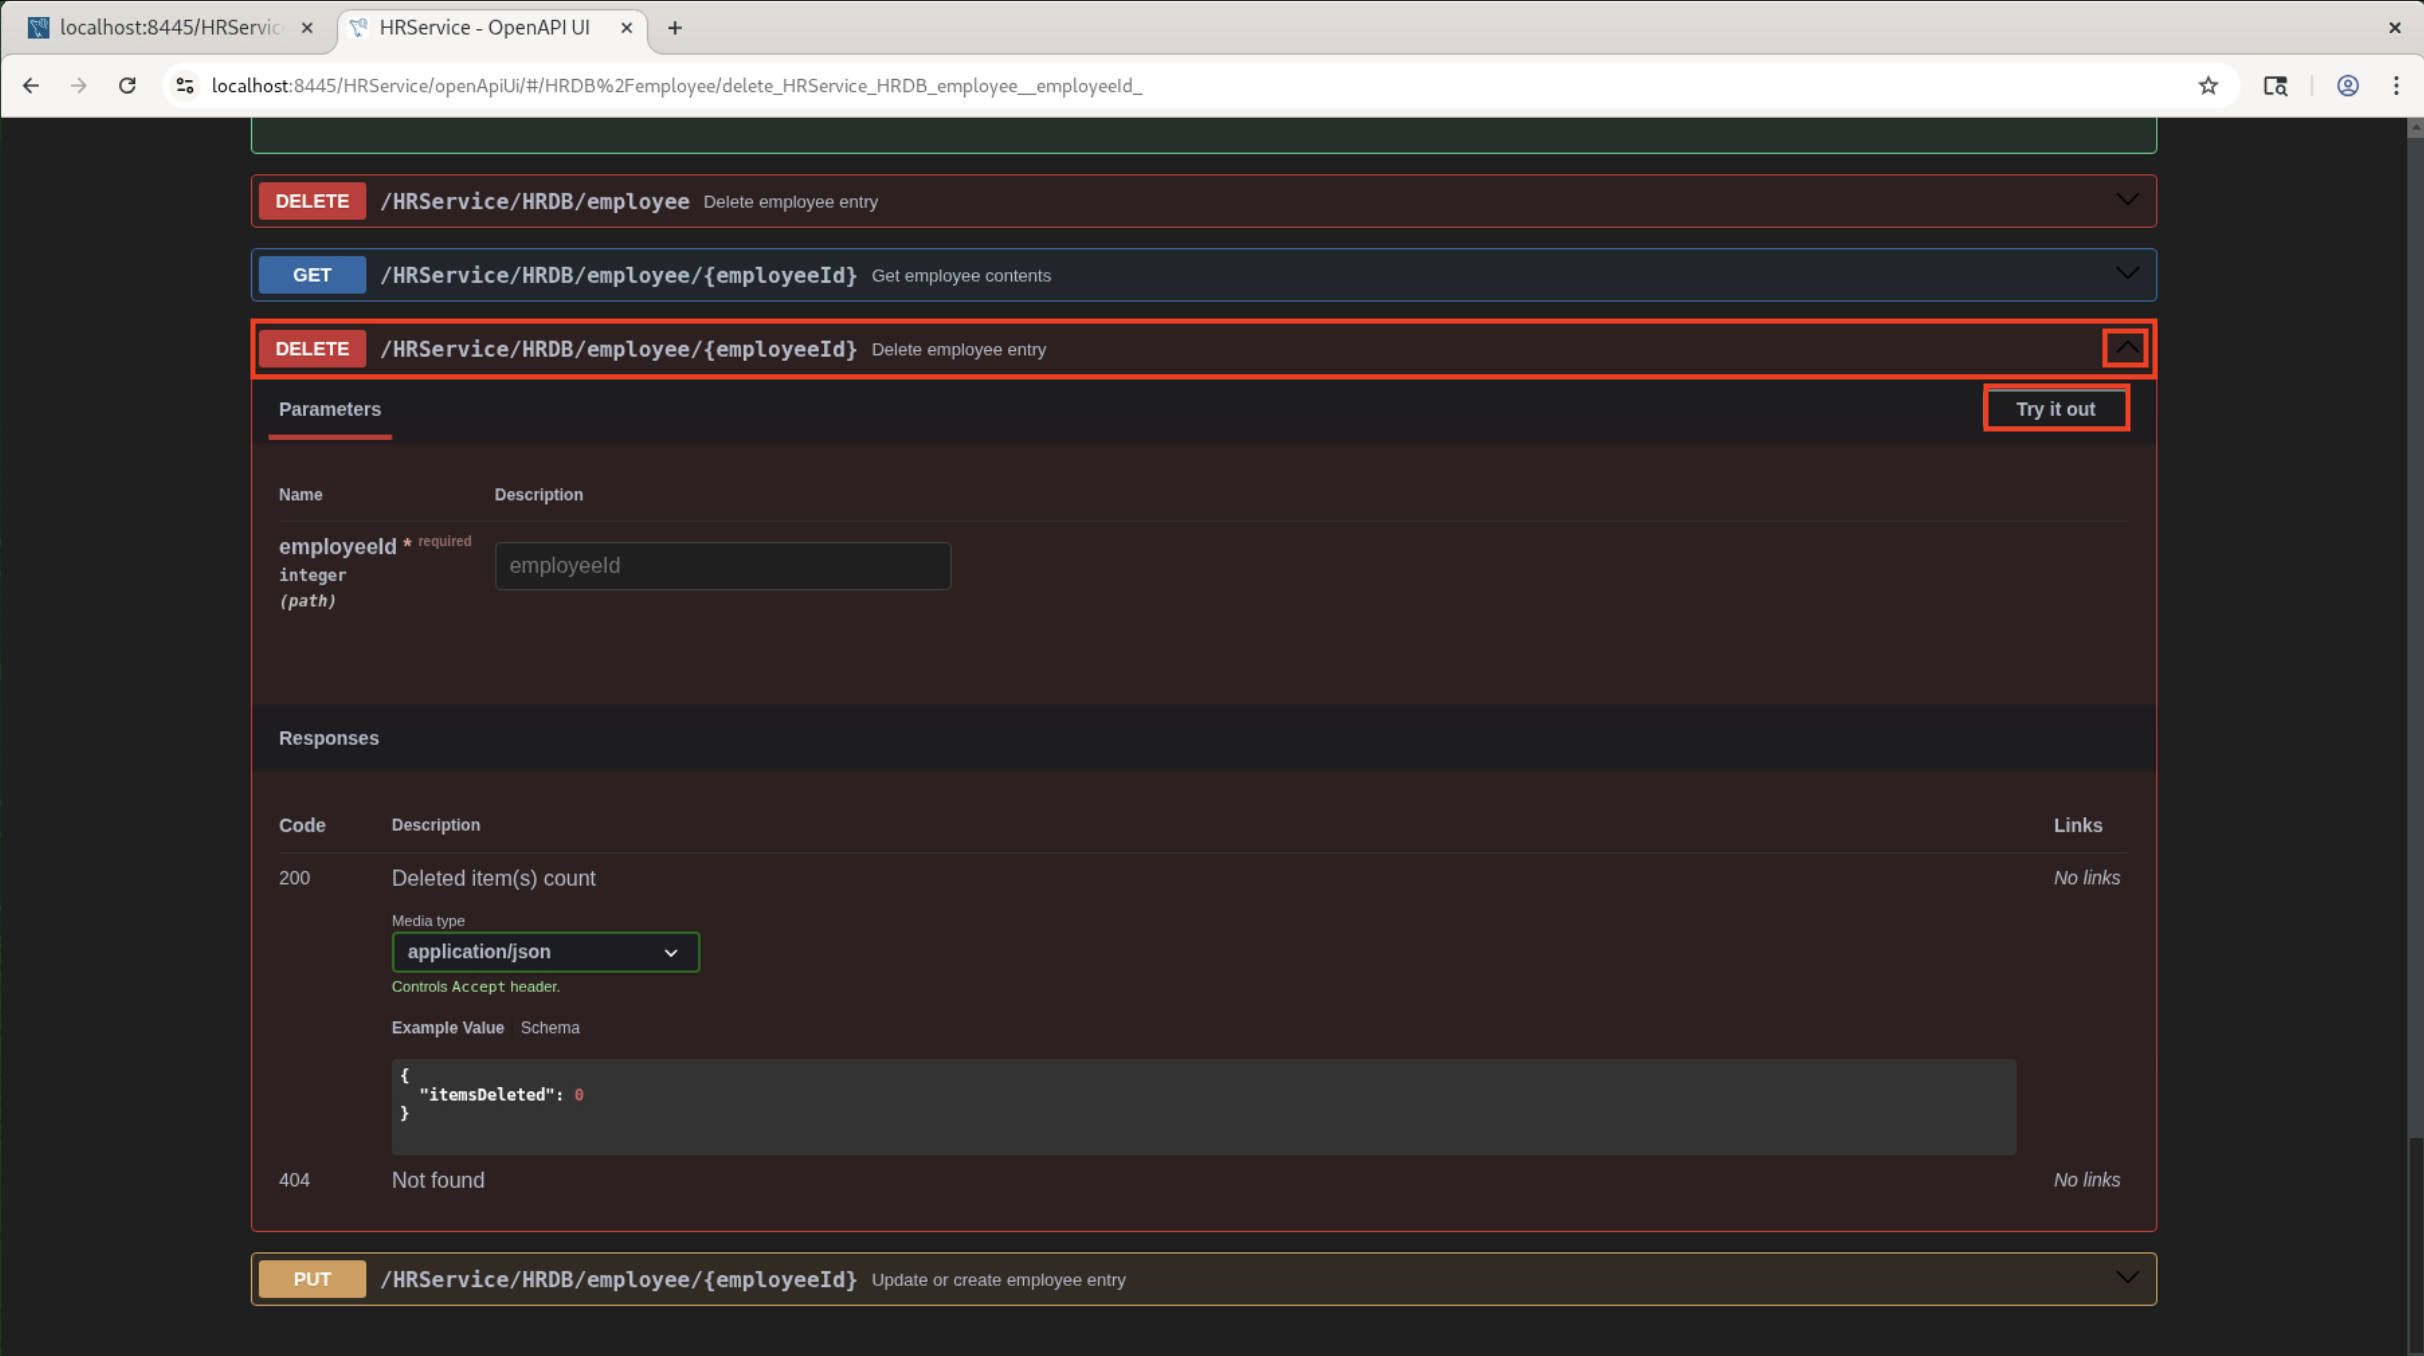 localhost:8445/HRServic
HRService - OpenAPI UI
localhost:8445/HRService/openApiUi/#/HRDB%2Femployee/delete_HRService_HRDB_employee__employeeId_
DELETE /HRService/HRDB/employee Delete employee entry
GET /HRService/HRDB/employee/{employeeId} Get employee contents
DELETE /HRService/HRDB/employee/{employeeId} Delete employee entry
Parameters
Try it out
Name Description
employeeId * required
integer
(path)
employeeId
Responses
Code Description Links
200 Deleted item(s) count No links
Media type
application/json
Controls Accept header.
Example Value Schema
{
"itemsDeleted": 0
}
404 Not found No links
PUT /HRService/HRDB/employee/{employeeId} Update or create employee entry